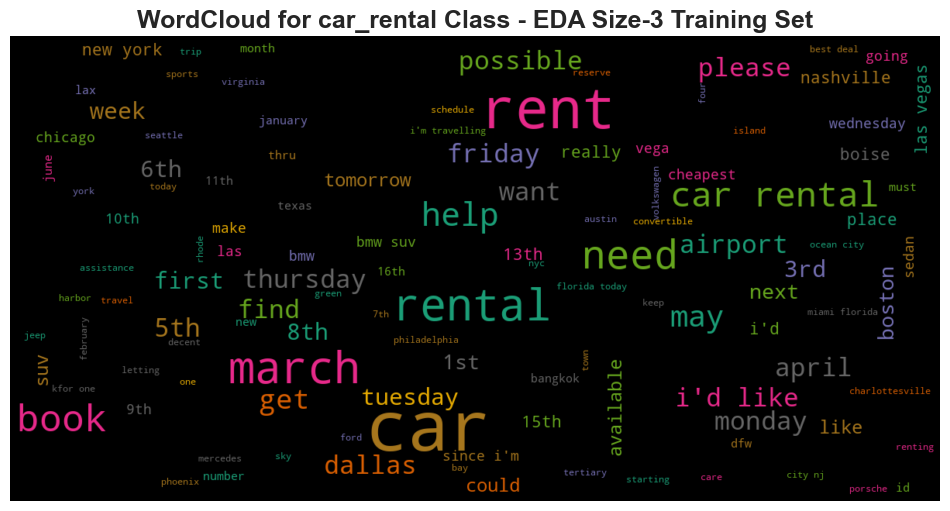 WordCloud for car_rental Class - EDA Size-3 Training Set
new york
trip
month
possible
please
best deal
going
lax
sports
virginia
reserve
rent
four
nashville
las vegas
week
schedule
chicago
seattle
january
i'm travelling
friday
really
vega
island
wednesday
boise
june
6th
thru
york
today
11th
tomorrow
want
volkswagen
cheapest
car rental
must
texas
10th
make
help
austin
convertible
place
rhode
las
bmw
bmw suv
13th
nyc
need
airport
ocean city
sedan
assistance
first
thursday
16th
florida today
3rd
next
harbor
travel
find
green
7th
rental
keep
may
miami florida
boston
jeep
february
5th
new
8th
philadelphia
i'd
decent
suv
letting
march
1st
town
april
kfor one
one
bangkok
available
charlottesville
book
9th
get
tuesday
car
15th
i'd like
monday
like
ford
since i'm
dfw
renting
mercedes
sky
dallas
bay
tertiary
phoenix
number
could
starting
care
city nj
porsche
id